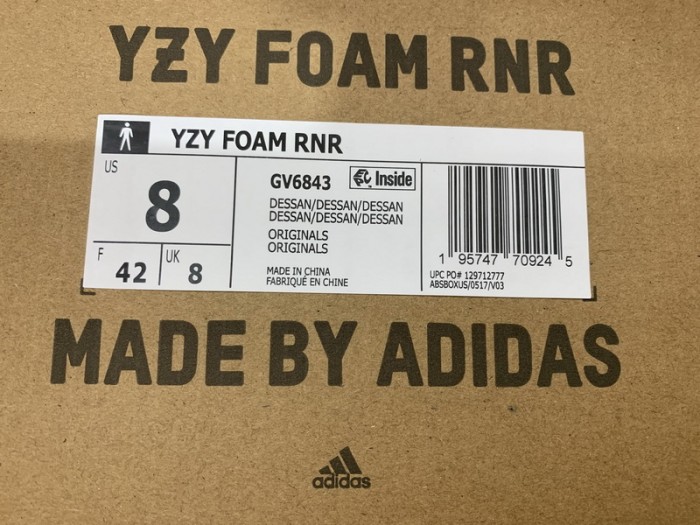 YZY FOAM RNR
YZY FOAM RNR
US
8
F
42
UK
8
GV6843
Inside
DESSAN/DESSAN/DESSAN
DESSAN/DESSAN/DESSAN
ORIGINALS
ORIGINALS
MADE IN CHINA
FABRIQUÉ EN CHINE
1 95747 70924 5
UPC PO# 129712777
ABSBOXUS/0517/V03
MADE BY ADIDAS
adidas